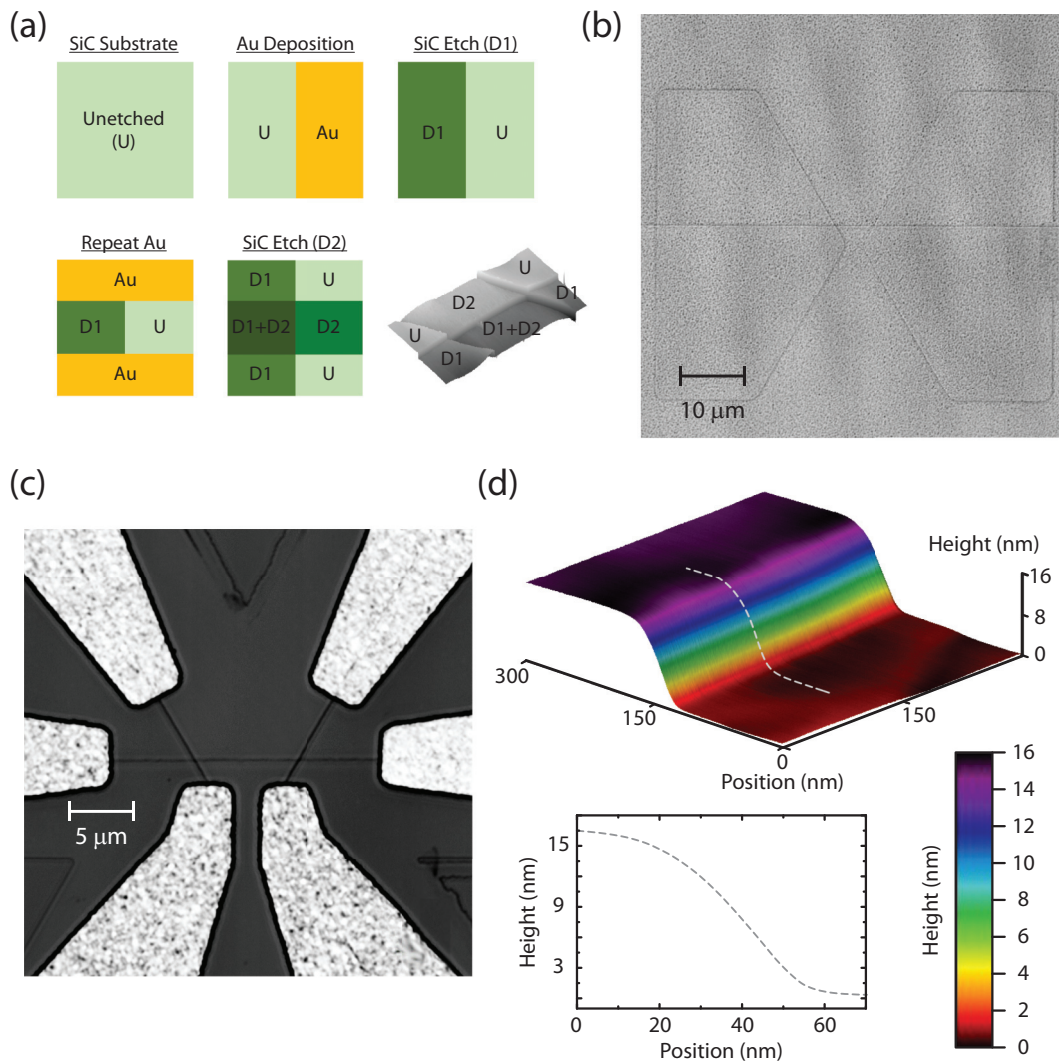 (a)
SiC Substrate
Au Deposition
SiC Etch (D1)
Unetched
(U)
U
Au
D1
U
Repeat Au
SiC Etch (D2)
Au
D1
U
Au
D1
U
D1+D2
D2
D1
U
U
D2
D1
D1+D2
U
D1
(b)
10 μm
(c)
5 μm
(d)
Height (nm)
16
8
0
300
150
0
150
Position (nm)
15
9
3
Height (nm)
0
20
40
60
Position (nm)
16
14
12
10
8
6
4
2
0
Height (nm)